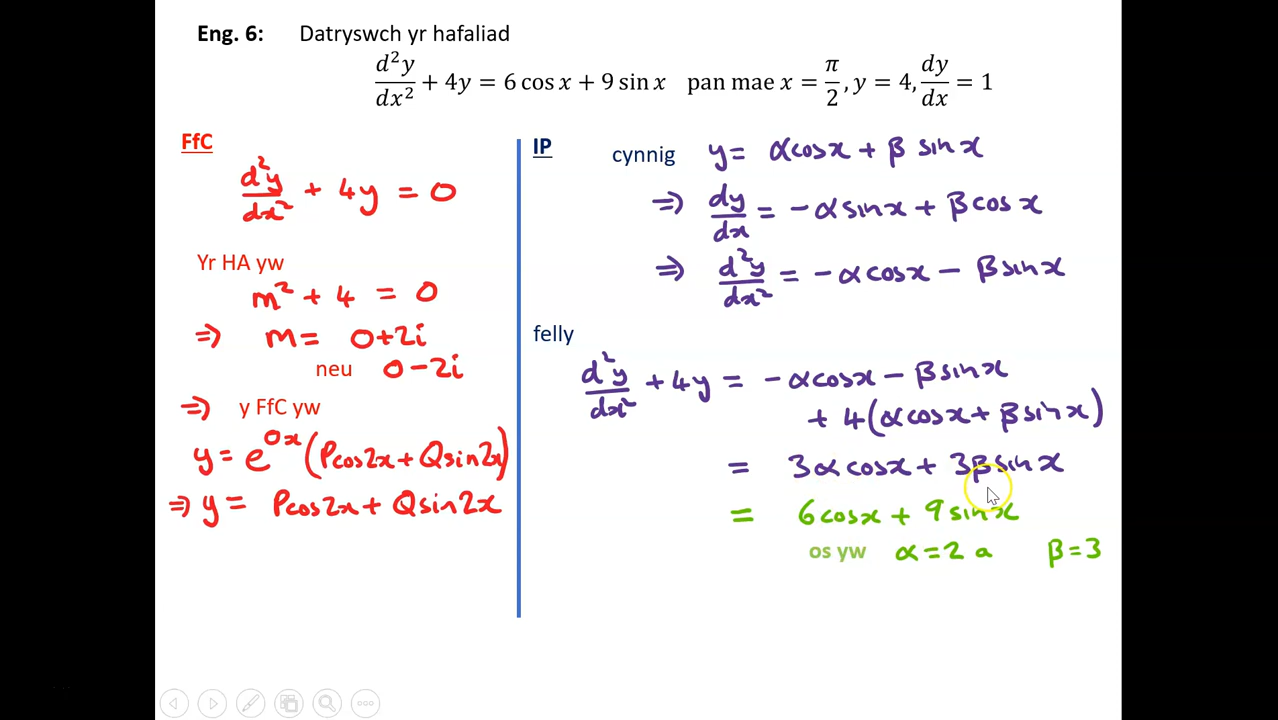 Eng. 6: Datryswch yr hafaliad
d²y/dx² + 4y = 6 cos x + 9 sin x pan mae x = π/2, y = 4, dy/dx = 1
FfC
d²y/dx² + 4y = 0
Yr HA yw
m² + 4 = 0
⇒ m = 0+2i
neu 0-2i
⇒ y FfC yw
y = e^0x (Pcos2x + Qsin2x)
⇒ y = Pcos2x + Qsin2x
IP cynnig y = αcosx + β sinx
⇒ dy/dx = -αsinx + βcosx
⇒ d²y/dx² = -αcosx - βsinx
felly
d²y/dx² + 4y = -αcosx - βsinx
+ 4(αcosx + βsinx)
= 3αcosx + 3βsinx
= 6cosx + 9sinx
os yw α = 2 a β = 3